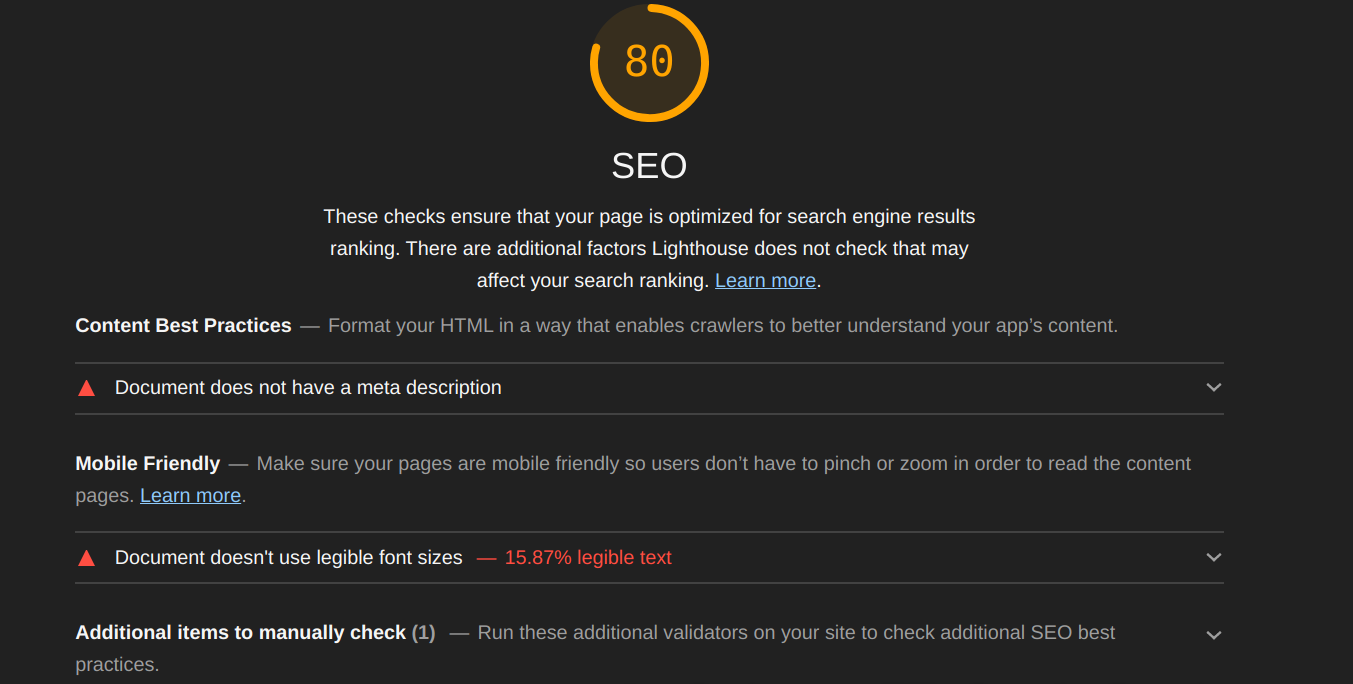 80
SEO
These checks ensure that your page is optimized for search engine results
ranking. There are additional factors Lighthouse does not check that may
affect your search ranking. Learn more.
Content Best Practices — Format your HTML in a way that enables crawlers to better understand your app’s content.
Document does not have a meta description
Mobile Friendly — Make sure your pages are mobile friendly so users don’t have to pinch or zoom in order to read the content
pages. Learn more.
Document doesn't use legible font sizes — 15.87% legible text
Additional items to manually check (1) — Run these additional validators on your site to check additional SEO best
practices.